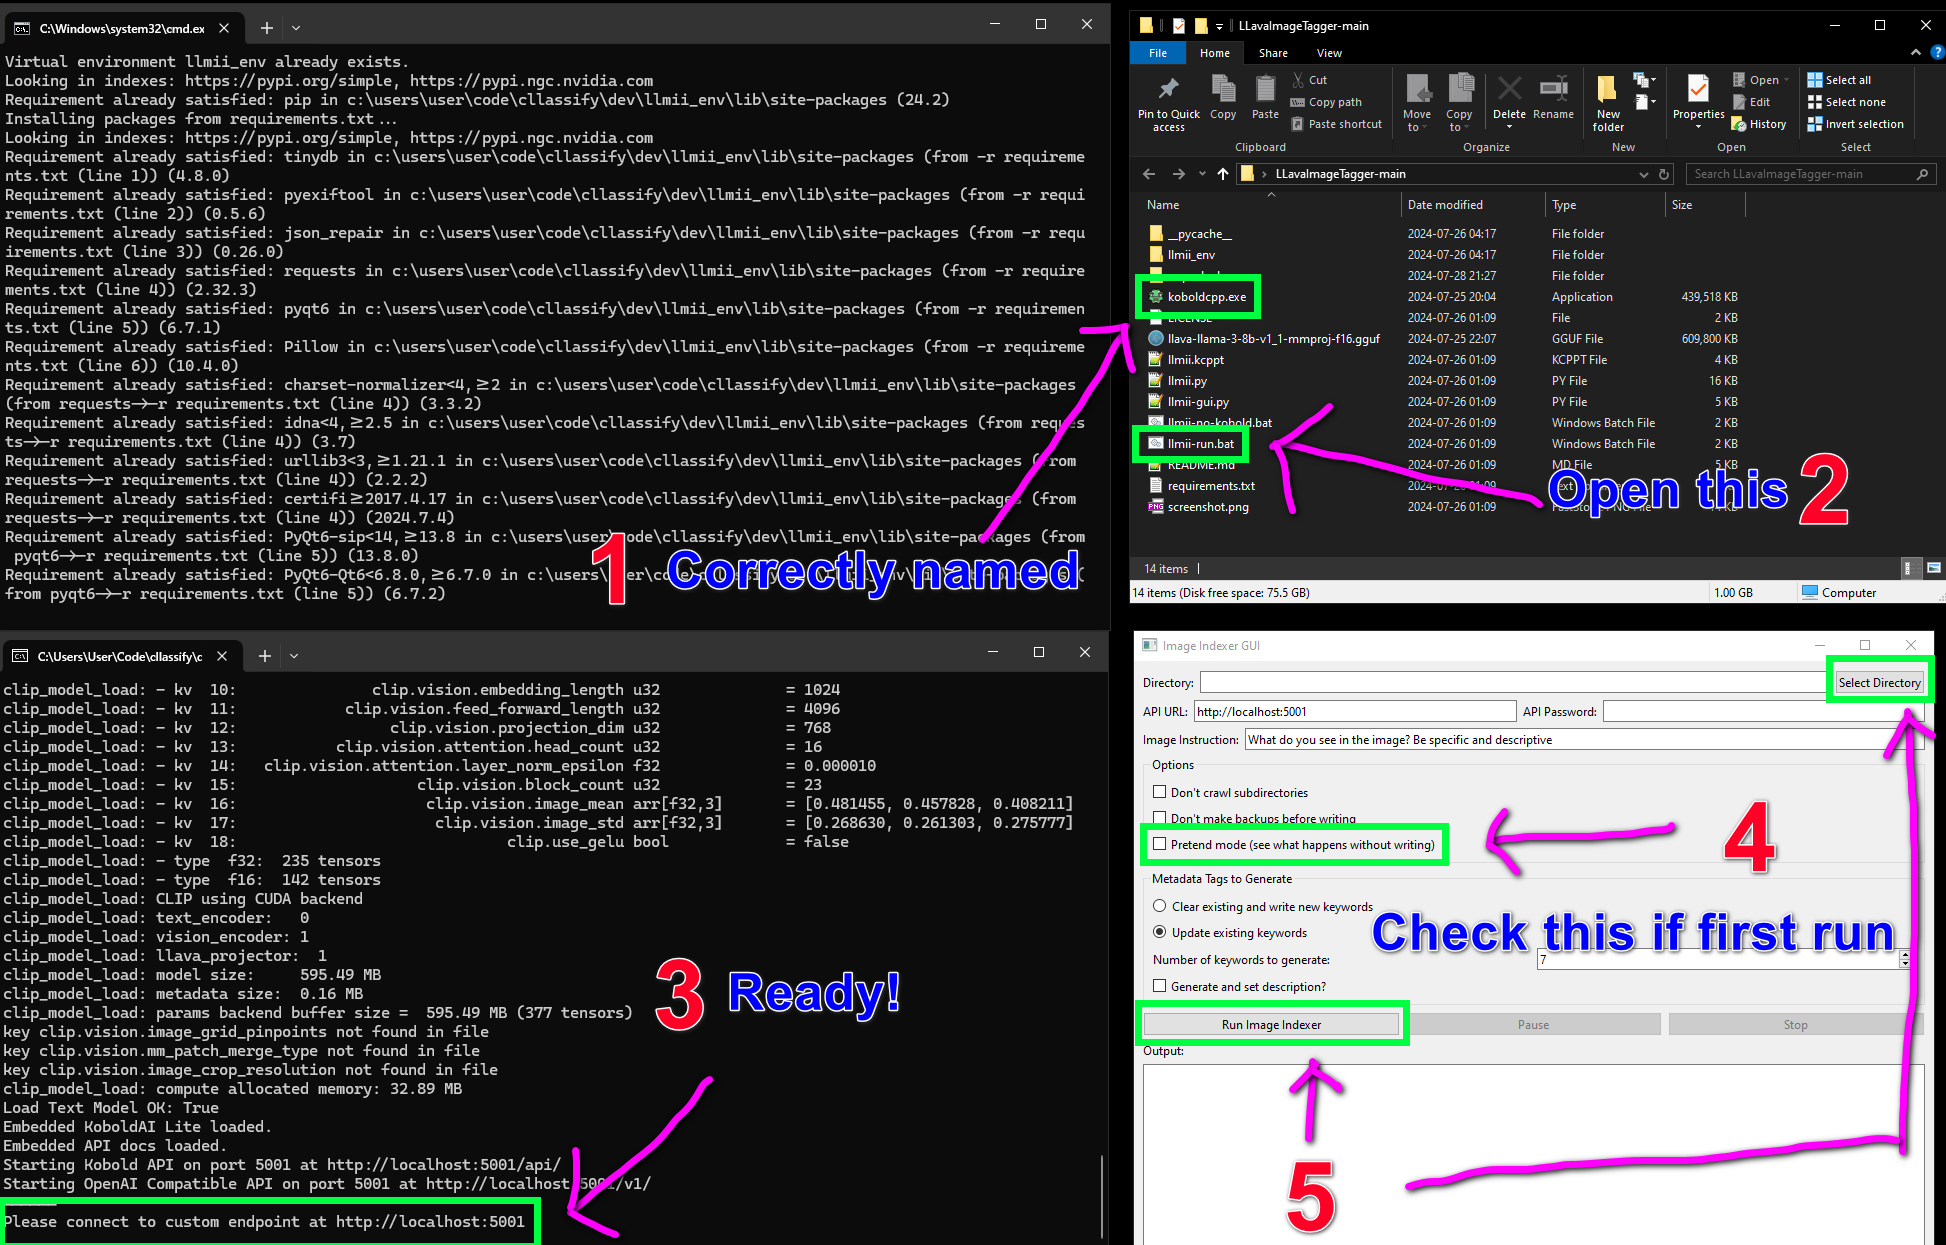 C:\Windows\system32\cmd.ex
Virtual environment llmii_env already exists.
Looking in indexes: https://pypi.org/simple, https://pypi.ngc.nvidia.com
Requirement already satisfied: pip in c:\users\user\code\cllassify\dev\llmii_env\lib\site-packages (24.2)
Installing packages from requirements.txt...
Looking in indexes: https://pypi.org/simple, https://pypi.ngc.nvidia.com
Requirement already satisfied: tinydb in c:\users\user\code\cllassify\dev\llmii_env\lib\site-packages (from -r requireme
nts.txt (line 1)) (4.8.0)
Requirement already satisfied: pyexiftool in c:\users\user\code\cllassify\dev\llmii_env\lib\site-packages (from -r requi
rements.txt (line 2)) (0.5.6)
Requirement already satisfied: json_repair in c:\users\user\code\cllassify\dev\llmii_env\lib\site-packages (from -r requ
irements.txt (line 3)) (0.26.0)
Requirement already satisfied: requests in c:\users\user\code\cllassify\dev\llmii_env\lib\site-packages (from -r require
ments.txt (line 4)) (2.32.3)
Requirement already satisfied: pyqt6 in c:\users\user\code\cllassify\dev\llmii_env\lib\site-packages (from -r requiremen
ts.txt (line 5)) (6.7.1)
Requirement already satisfied: Pillow in c:\users\user\code\cllassify\dev\llmii_env\lib\site-packages (from -r requireme
nts.txt (line 6)) (10.4.0)
Requirement already satisfied: charset-normalizer<4,>=2 in c:\users\user\code\cllassify\dev\llmii_env\lib\site-packages
(from requests->-r requirements.txt (line 4)) (3.3.2)
Requirement already satisfied: idna<4,>=2.5 in c:\users\user\code\cllassify\dev\llmii_env\lib\site-packages (from reques
ts->-r requirements.txt (line 4)) (3.7)
Requirement already satisfied: urllib3<3,>=1.21.1 in c:\users\user\code\cllassify\dev\llmii_env\lib\site-packages (from
requests->-r requirements.txt (line 4)) (2.2.2)
Requirement already satisfied: certifi>=2017.4.17 in c:\users\user\code\cllassify\dev\llmii_env\lib\site-packages (from
requests->-r requirements.txt (line 4)) (2024.7.4)
Requirement already satisfied: PyQt6-sip<14,>=13.8 in c:\users\user\code\cllassify\dev\llmii_env\lib\site-packages (from
pyqt6->-r requirements.txt (line 5)) (13.8.0)
Requirement already satisfied: PyQt6-Qt6<6.8.0,>=6.7.0 in c:\users\user\code
from pyqt6->-r requirements.txt (line 5)) (6.7.2)
1 Correctly named
LLavaImageTagger-main
File Home Share View
Pin to Quick access
Copy
Paste
Cut
Copy path
Paste shortcut
Clipboard
Move to
Copy to
Delete
Rename
Organize
New folder
New
Properties
Open
Edit
History
Open
Select all
Select none
Invert selection
Select
LLavaImageTagger-main
Search LLavaImageTagger-main
Name Date modified Type Size
__pycache__ 2024-07-26 04:17 File folder
llmii_env 2024-07-26 04:17 File folder
2024-07-28 21:27 File folder
koboldcpp.exe 2024-07-25 20:04 Application 439,518 KB
LICENSE 2024-07-26 01:09 File 2 KB
llava-llama-3-8b-v1_1-mmproj-f16.gguf 2024-07-25 22:07 GGUF File 609,800 KB
llmii.kcppt 2024-07-26 01:09 KCPPT File 4 KB
llmii.py 2024-07-26 01:09 PY File 16 KB
llmii-gui.py 2024-07-26 01:09 PY File 5 KB
llmii-no-kobold.bat 2024-07-26 01:09 Windows Batch File 2 KB
llmii-run.bat 2024-07-26 01:09 Windows Batch File 2 KB
README.md 2024-07-26 01:09 MD File 5 KB
requirements.txt 2024-07-26 01:09
screenshot.png 2024-07-26 01:09
Open this 2
14 items
14 items (Disk free space: 75.5 GB) 1.00 GB Computer
C:\Users\User\Code\cllassify\c
clip_model_load: - kv 10: clip.vision.embedding_length u32 = 1024
clip_model_load: - kv 11: clip.vision.feed_forward_length u32 = 4096
clip_model_load: - kv 12: clip.vision.projection_dim u32 = 768
clip_model_load: - kv 13: clip.vision.attention.head_count u32 = 16
clip_model_load: - kv 14: clip.vision.attention.layer_norm_epsilon f32 = 0.000010
clip_model_load: - kv 15: clip.vision.block_count u32 = 23
clip_model_load: - kv 16: clip.vision.image_mean arr[f32,3] = [0.481455, 0.457828, 0.408211]
clip_model_load: - kv 17: clip.vision.image_std arr[f32,3] = [0.268630, 0.261303, 0.275777]
clip_model_load: - kv 18: clip.use_gelu bool = false
clip_model_load: - type f32: 235 tensors
clip_model_load: - type f16: 142 tensors
clip_model_load: CLIP using CUDA backend
clip_model_load: text_encoder: 0
clip_model_load: vision_encoder: 1
clip_model_load: llava_projector: 1
clip_model_load: model size: 595.49 MB
clip_model_load: metadata size: 0.16 MB
clip_model_load: params backend buffer size = 595.49 MB (377 tensors)
key clip.vision.image_grid_pinpoints not found in file
key clip.vision.mm_patch_merge_type not found in file
key clip.vision.image_crop_resolution not found in file
clip_model_load: compute allocated memory: 32.89 MB
Load Text Model OK: True
Embedded KoboldAI Lite loaded.
Embedded API docs loaded.
Starting Kobold API on port 5001 at http://localhost:5001/api/
Starting OpenAI Compatible API on port 5001 at http://localhost:5001/v1/
Please connect to custom endpoint at http://localhost:5001
3 Ready!
Image Indexer GUI
Directory: Select Directory
API URL: http://localhost:5001 API Password:
Image Instruction: What do you see in the image? Be specific and descriptive
Options
Don't crawl subdirectories
Don't make backups before writing
Pretend mode (see what happens without writing)
4
Metadata Tags to Generate
Clear existing and write new keywords
Update existing keywords
Check this if first run
Number of keywords to generate: 7
Generate and set description?
Run Image Indexer Pause Stop
Output:
5